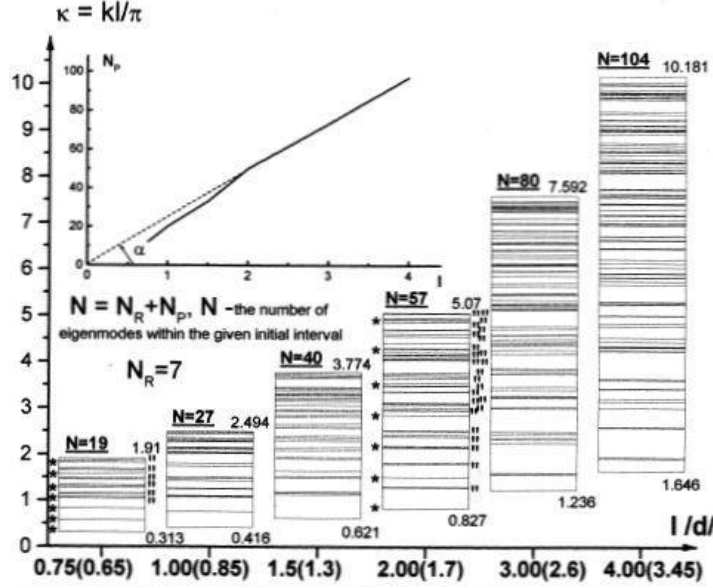 κ = kl/π
N_P
100
80
60
40
20
0
0
1
2
3
4
l
α
N = N_R+N_P, N -the number of
eigenmodes within the given initial interval
N_R=7
10
9
8
7
6
5
4
3
2
1
0
N=19
1.91
0.313
N=27
2.494
0.416
N=40
3.774
0.621
N=57
5.07
0.827
N=80
7.592
1.236
N=104
10.181
1.646
l /d/
0.75(0.65)
1.00(0.85)
1.5(1.3)
2.00(1.7)
3.00(2.6)
4.00(3.45)